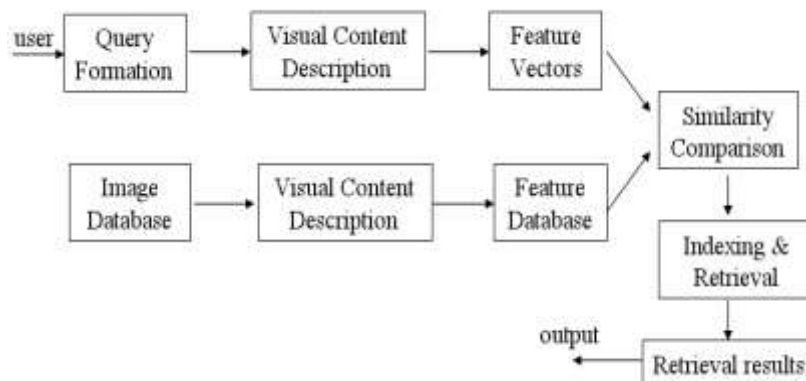 user
Query
Formation
Visual Content
Description
Feature
Vectors
Similarity
Comparison
Image
Database
Visual Content
Description
Feature
Database
Indexing &
Retrieval
output
Retrieval results